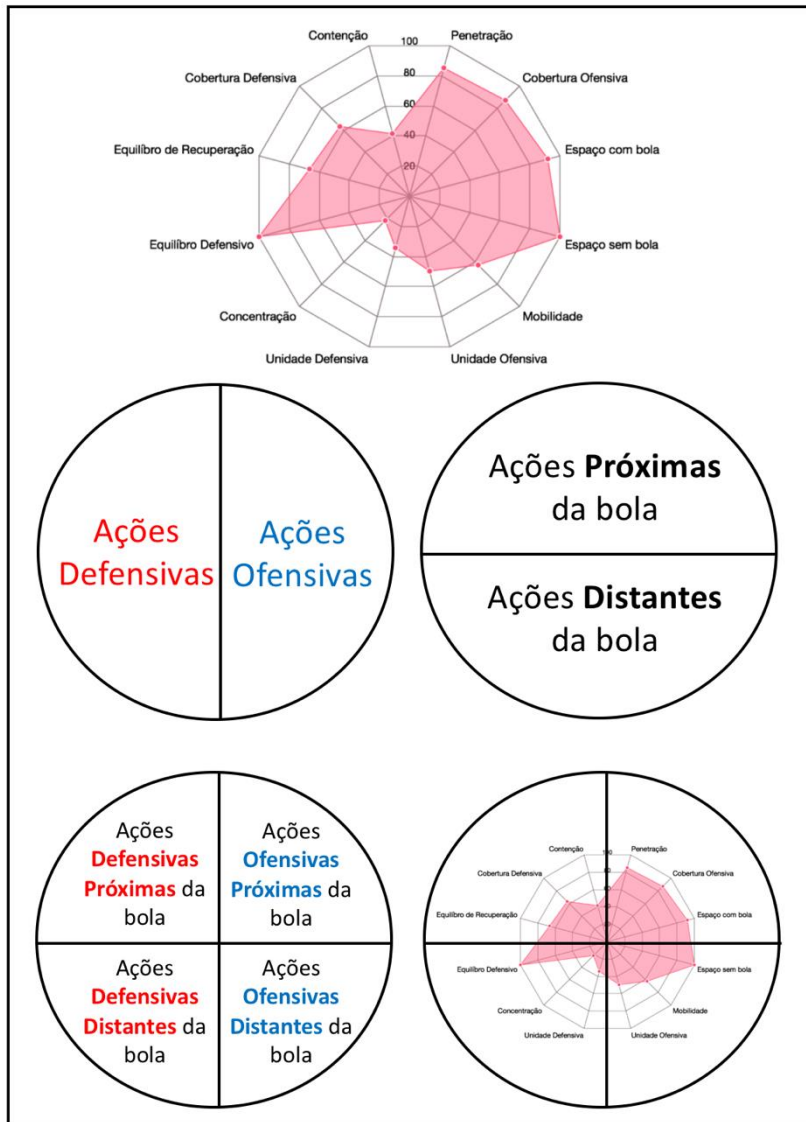 Contenção
100
Penetração
Cobertura Defensiva
80
Cobertura Ofensiva
60
Equilíbro de Recuperação
40
Espaço com bola
20
Equilíbro Defensivo
Espaço sem bola
Concentração
Mobilidade
Unidade Defensiva
Unidade Ofensiva
Ações
Defensivas
Ações
Ofensivas
Ações Próximas
da bola
Ações Distantes
da bola
Ações
Defensivas
Próximas da
bola
Ações
Ofensivas
Próximas da
bola
Ações
Defensivas
Distantes da
bola
Ações
Ofensivas
Distantes da
bola
Contenção
100
Penetração
Cobertura Defensiva
80
Cobertura Ofensiva
Equilíbro de Recuperação
Espaço com bola
Equilíbro Defensivo
Espaço sem bola
Concentração
Mobilidade
Unidade Defensiva
Unidade Ofensiva